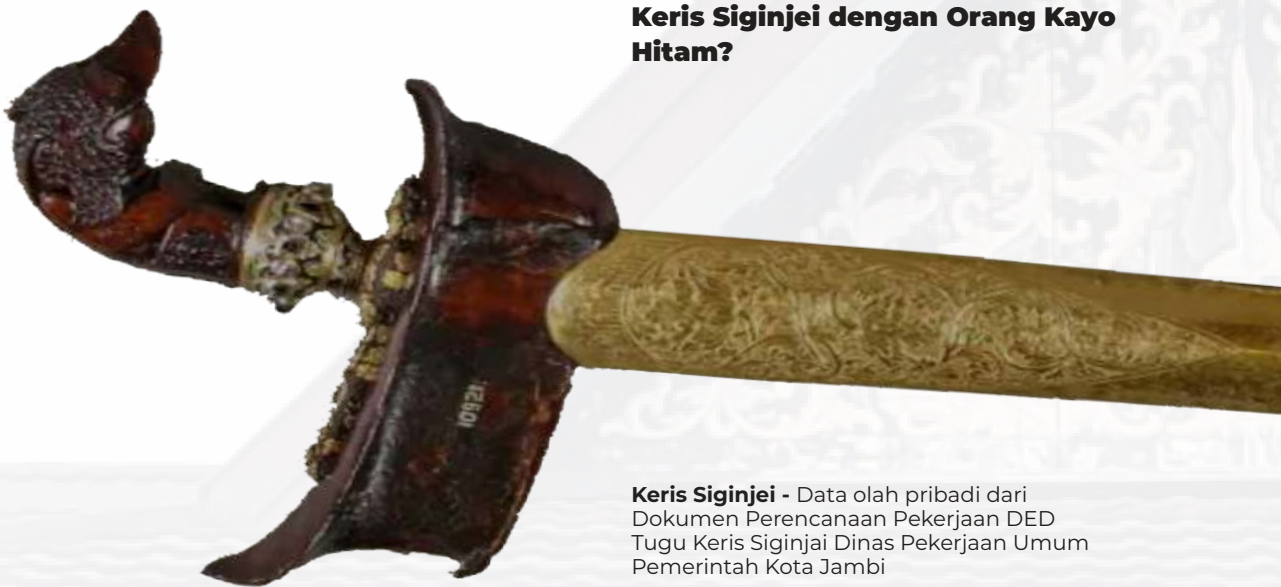 Keris Siginjei dengan Orang Kayo
Hitam?
10921
Keris Siginjei - Data olah pribadi dari
Dokumen Perencanaan Pekerjaan DED
Tugu Keris Siginjai Dinas Pekerjaan Umum
Pemerintah Kota Jambi